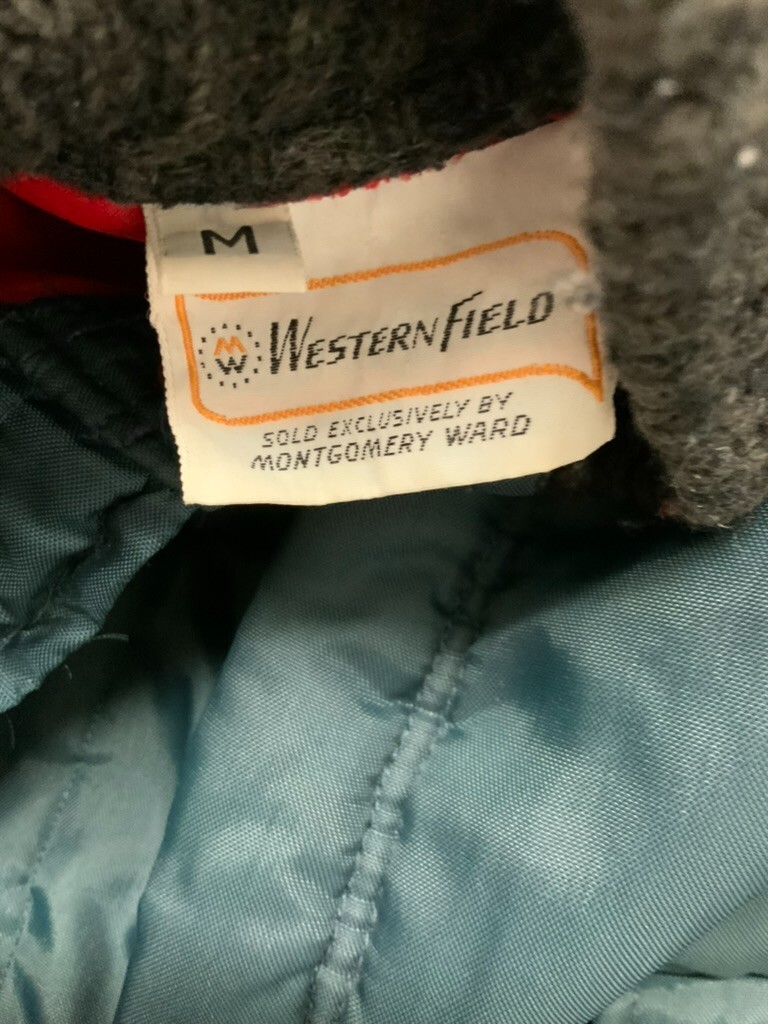 M
MW WESTERN FIELD
SOLD EXCLUSIVELY BY
MONTGOMERY WARD